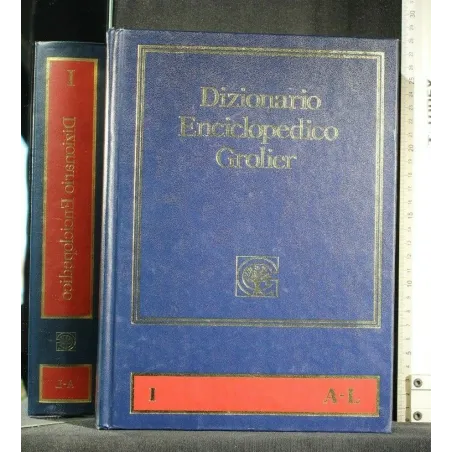 Dizionario
Enciclopedico
Grolier
I
A-L
I
Dizionario Enciclopedico
A-L